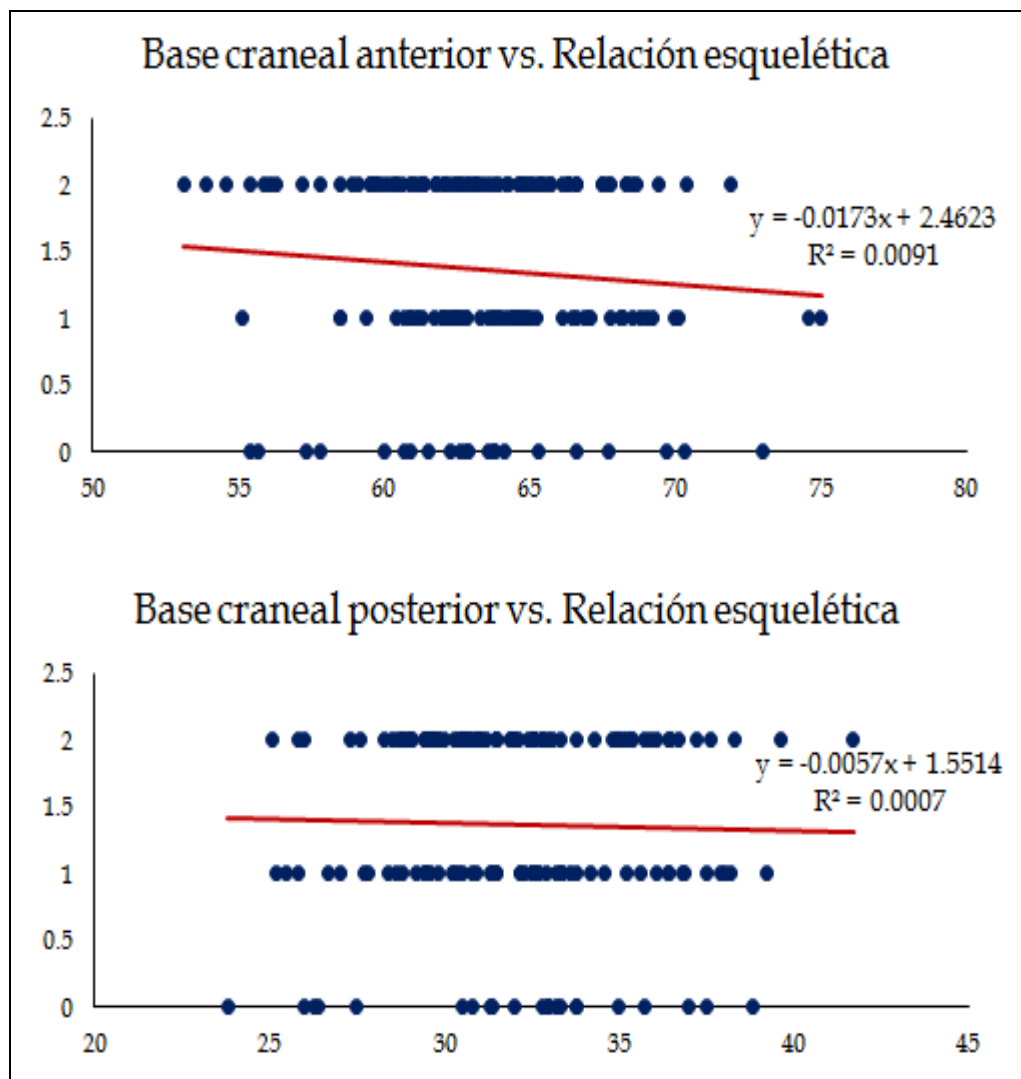 Base craneal anterior vs. Relación esquelética
2.5
2
y = -0.0173x + 2.4623
1.5
R² = 0.0091
1
0.5
0
50 55 60 65 70 75 80
Base craneal posterior vs. Relación esquelética
2.5
2
y = -0.0057x + 1.5514
1.5
R² = 0.0007
1
0.5
0
20 25 30 35 40 45